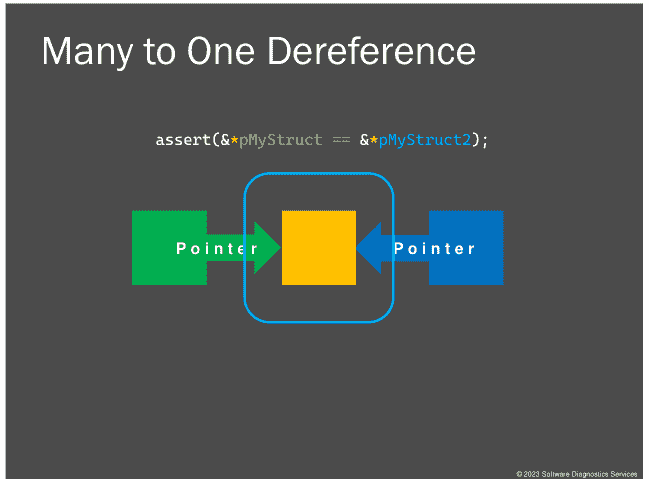 Many to One Dereference
assert(&*pMyStruct == &*pMyStruct2);
Pointer
Pointer
© 2023 Software Diagnostics Services